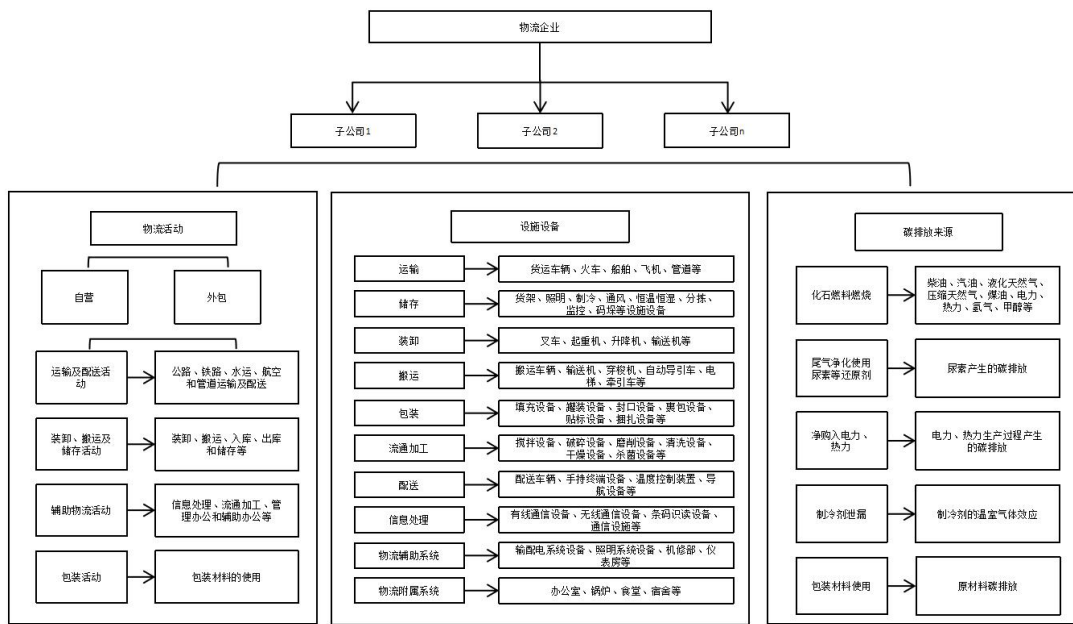 物流企业
子公司1
子公司2
子公司n
物流活动
自营
外包
运输及配送
活动
公路、铁路、水运、航空
和管道运输及配送
装卸、搬运及
储存活动
装卸、搬运、入库、出库
和储存等
辅助物流活动
信息处理、流通加工、管
理办公和辅助办公等
包装活动
包装材料的使用
设施设备
运输
货运车辆、火车、船舶、飞机、管道等
储存
货架、照明、制冷、通风、恒温恒湿、分拣、
监控、码垛等设施设备
装卸
叉车、起重机、升降机、输送机等
搬运
搬运车辆、输送机、穿梭机、自动导引车、电
梯、牵引车等
包装
填充设备、罐装设备、封口设备、裹包设备、
贴标设备、捆扎设备等
流通加工
搅拌设备、破碎设备、磨削设备、清洗设备、
干燥设备、杀菌设备等
配送
配送车辆、手持终端设备、温度控制装置、导
航设备等
信息处理
有线通信设备、无线通信设备、条码识读设备、
通信设施等
物流辅助系统
输配电系统设备、照明系统设备、机修部、仪
表房等
物流附属系统
办公室、锅炉、食堂、宿舍等
碳排放来源
化石燃料燃烧
柴油、汽油、液化天然气、
压缩天然气、煤油、电力、
热力、氢气、甲醇等
尾气净化使用
尿素等还原剂
尿素产生的碳排放
净购入电力、
热力
电力、热力生产过程产生
的碳排放
制冷剂泄漏
制冷剂的温室气体效应
包装材料使用
原材料碳排放